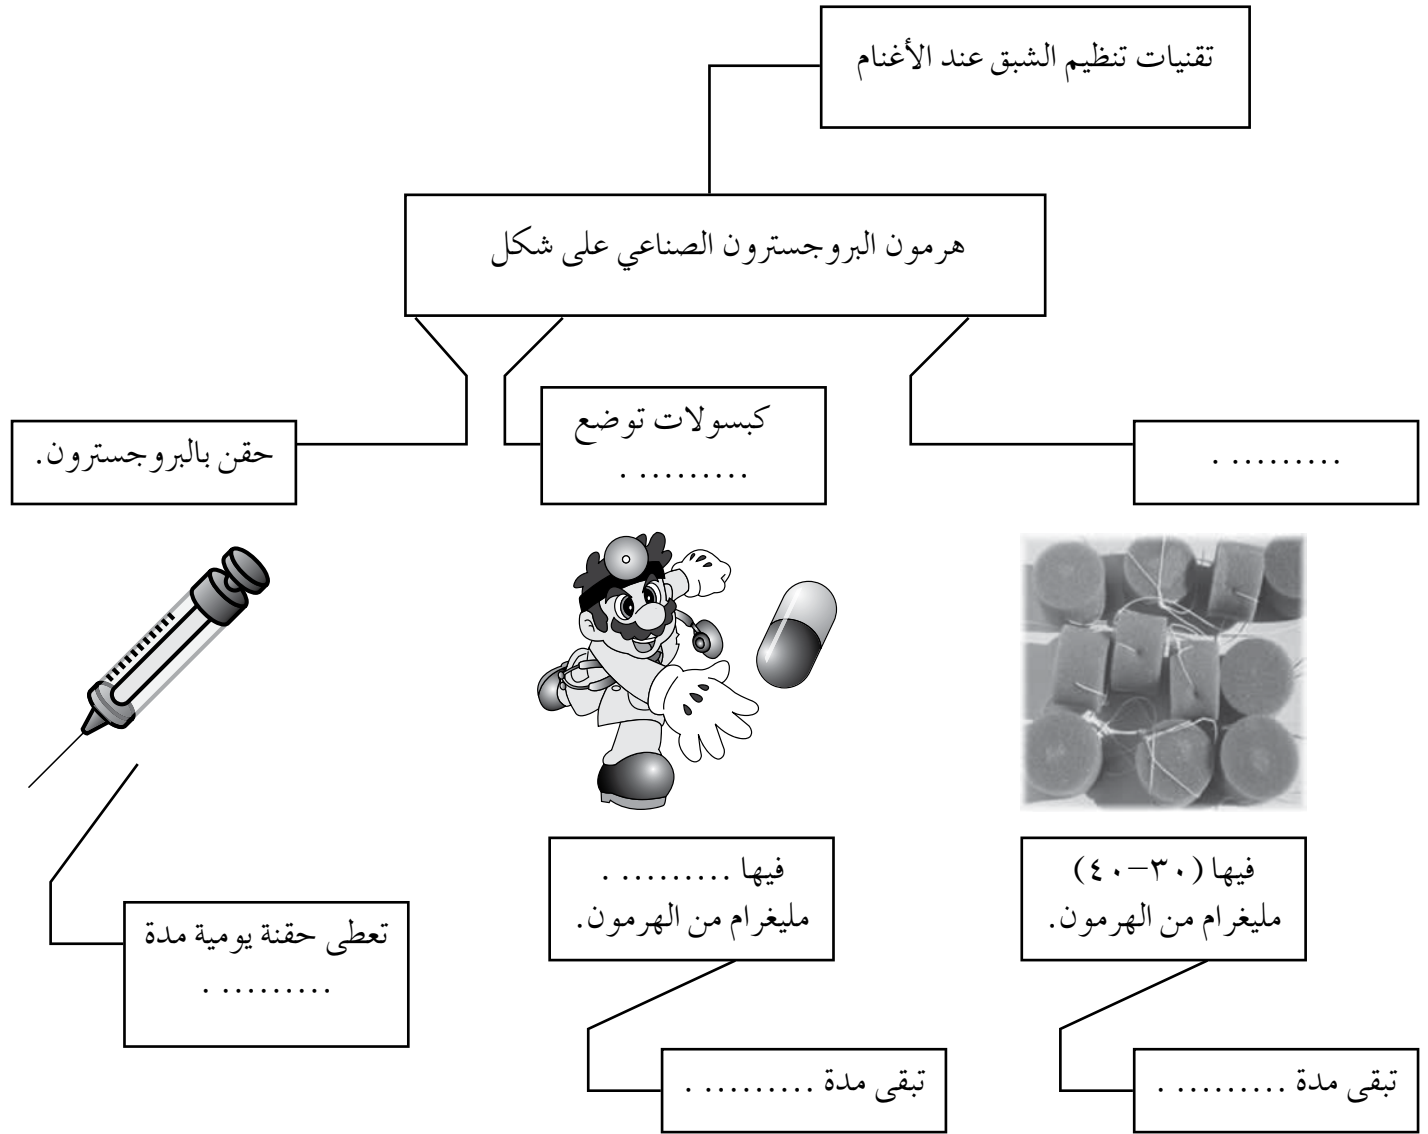 تقنيات تنظيم الشبق عند الأغنام
هرمون البروجسترون الصناعي على شكل
......... .
كبسولات توضع
......... .
حقن بالبروجسترون.
فيها (٣٠–٤٠)
مليغرام من الهرمون.
فيها ......... .
مليغرام من الهرمون.
تعطى حقنة يومية مدة
......... .
تبقى مدة ......... .
تبقى مدة ......... .